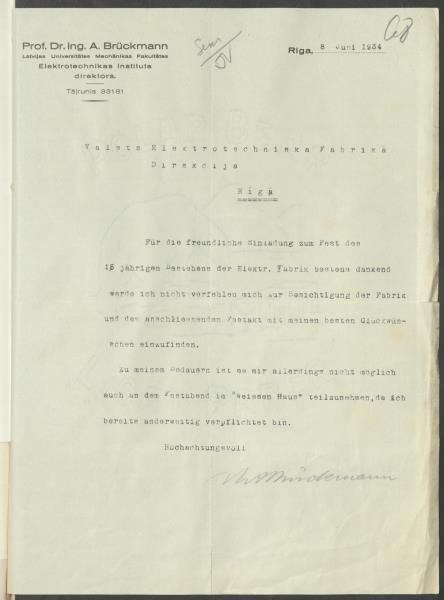 Prof. Dr. ing. A. Brückmann
Latvijas Universitātes Mēchānikas Fakultātes
Elektrotechnikas Instituta
direktors.
Tāļrunis 33181
Riga, 8 Juni 1934
Valsts Elektrotechniska Fabrika
Direkcija
Riga
Für die freundliche Einladung zum Fest des
15 jährigen Bestehens der Elektr. Fabrik bestens dankend
werde ich nicht verfehlen mich zur Besichtigung der Fabrik
und dem anschliessenden Festakt mit meinen besten Glückwün-
schen einzufinden.
Zu meinem Bedauern ist es mir allerdings nicht möglich
auch an dem Festabend im "Weissen Haus" teilzunehmen, da ich
bereits anderweitig verpflichtet bin.
Hochachtungsvoll
Brückmann